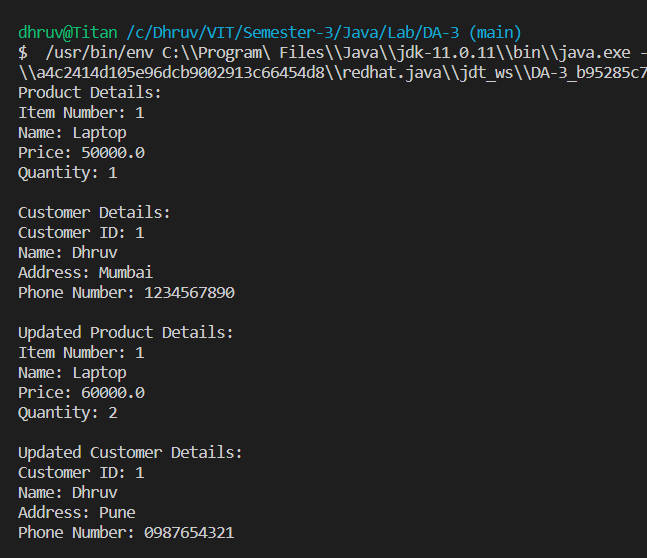 dhruv@Titan /c/Dhruv/VIT/Semester-3/Java/Lab/DA-3 (main)
$  /usr/bin/env C:\\Program\ Files\\Java\\jdk-11.0.11\\bin\\java.exe -
\\a4c2414d105e96dcb9002913c66454d8\\redhat.java\\jdt_ws\\DA-3_b95285c7
Product Details:
Item Number: 1
Name: Laptop
Price: 50000.0
Quantity: 1

Customer Details:
Customer ID: 1
Name: Dhruv
Address: Mumbai
Phone Number: 1234567890

Updated Product Details:
Item Number: 1
Name: Laptop
Price: 60000.0
Quantity: 2

Updated Customer Details:
Customer ID: 1
Name: Dhruv
Address: Pune
Phone Number: 0987654321